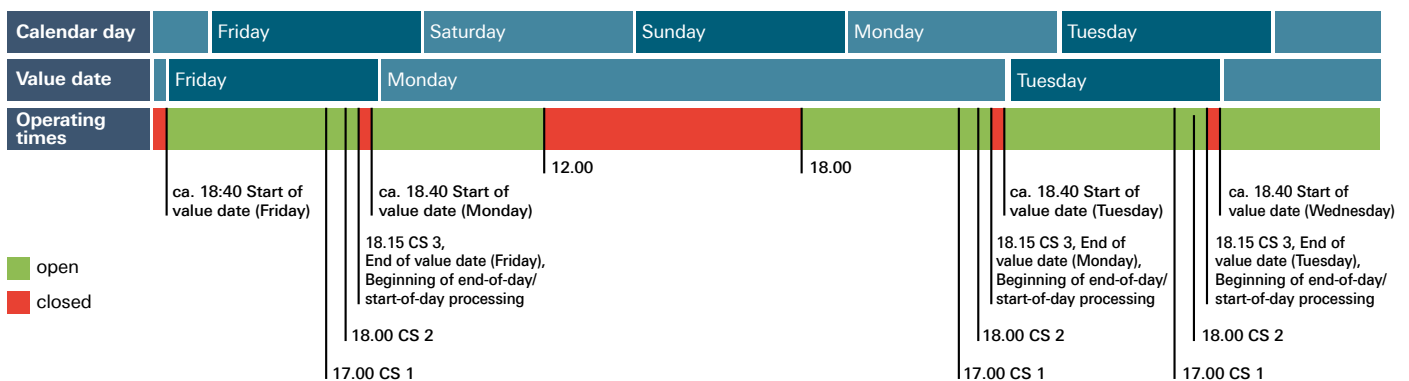 Calendar day
Friday
Saturday
Sunday
Monday
Tuesday
Value date
Friday
Monday
Tuesday
Operating
times
12.00
18.00
ca. 18:40 Start of
value date (Friday)
ca. 18.40 Start of
value date (Monday)
ca. 18.40 Start of
value date (Tuesday)
ca. 18.40 Start of
value date (Wednesday)
18.15 CS 3,
End of value date (Friday),
Beginning of end-of-day/
start-of-day processing
18.15 CS 3, End of
value date (Monday),
Beginning of end-of-day/
start-of-day processing
18.15 CS 3, End of
value date (Tuesday),
Beginning of end-of-day/
start-of-day processing
open
closed
18.00 CS 2
18.00 CS 2
18.00 CS 2
17.00 CS 1
17.00 CS 1
17.00 CS 1